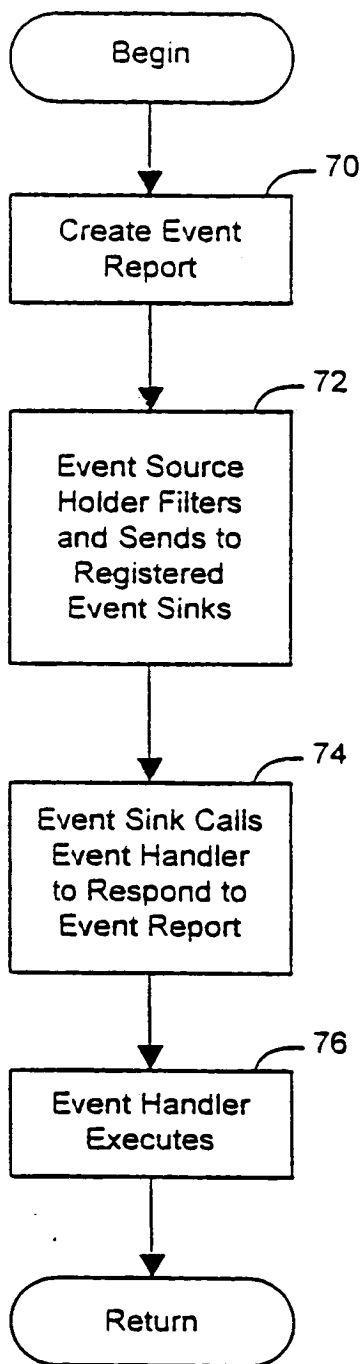 Begin
70
Create Event
Report
72
Event Source
Holder Filters
and Sends to
Registered
Event Sinks
74
Event Sink Calls
Event Handler
to Respond to
Event Report
76
Event Handler
Executes
Return